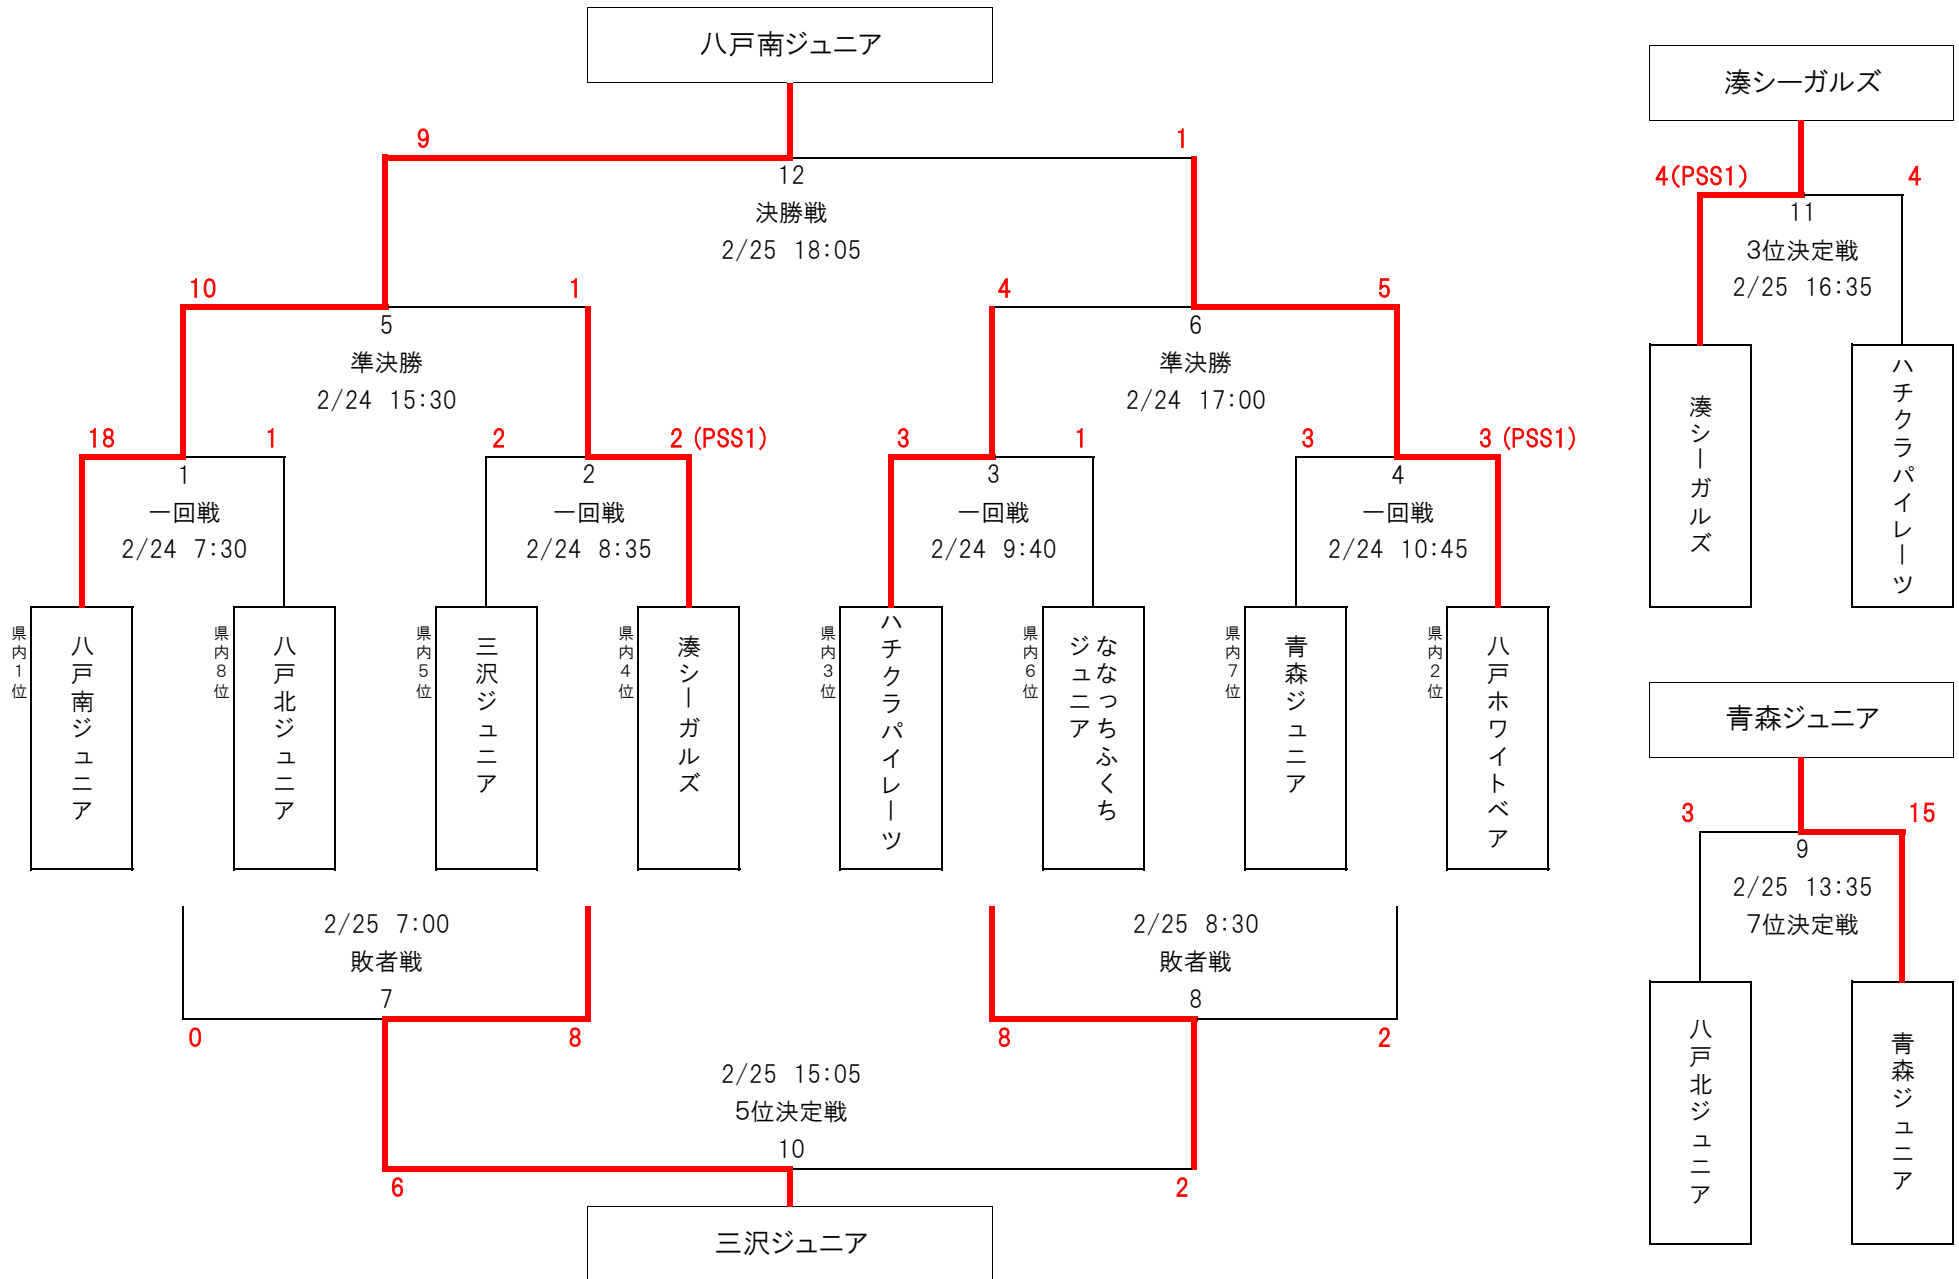 八戸南ジュニア
9
1
12
決勝戦
2/25 18:05
10
1
4
5
5
準決勝
2/24 15:30
6
準決勝
2/24 17:00
18
1
2
2 (PSS1)
3
1
3
3 (PSS1)
1
一回戦
2/24 7:30
2
一回戦
2/24 8:35
3
一回戦
2/24 9:40
4
一回戦
2/24 10:45
県内1位
八戸南ジュニア
県内8位
八戸北ジュニア
県内5位
三沢ジュニア
県内4位
湊シーガルズ
県内3位
ハチクラパイレーツ
県内6位
ななっちふくち
ジュニア
県内7位
青森ジュニア
県内2位
八戸ホワイトベア
2/25 7:00
敗者戦
7
0
8
2/25 8:30
敗者戦
8
8
2
2/25 15:05
5位決定戦
10
6
2
三沢ジュニア
湊シーガルズ
4(PSS1)
4
11
3位決定戦
2/25 16:35
湊シーガルズ
ハチクラパイレーツ
青森ジュニア
3
15
9
2/25 13:35
7位決定戦
八戸北ジュニア
青森ジュニア